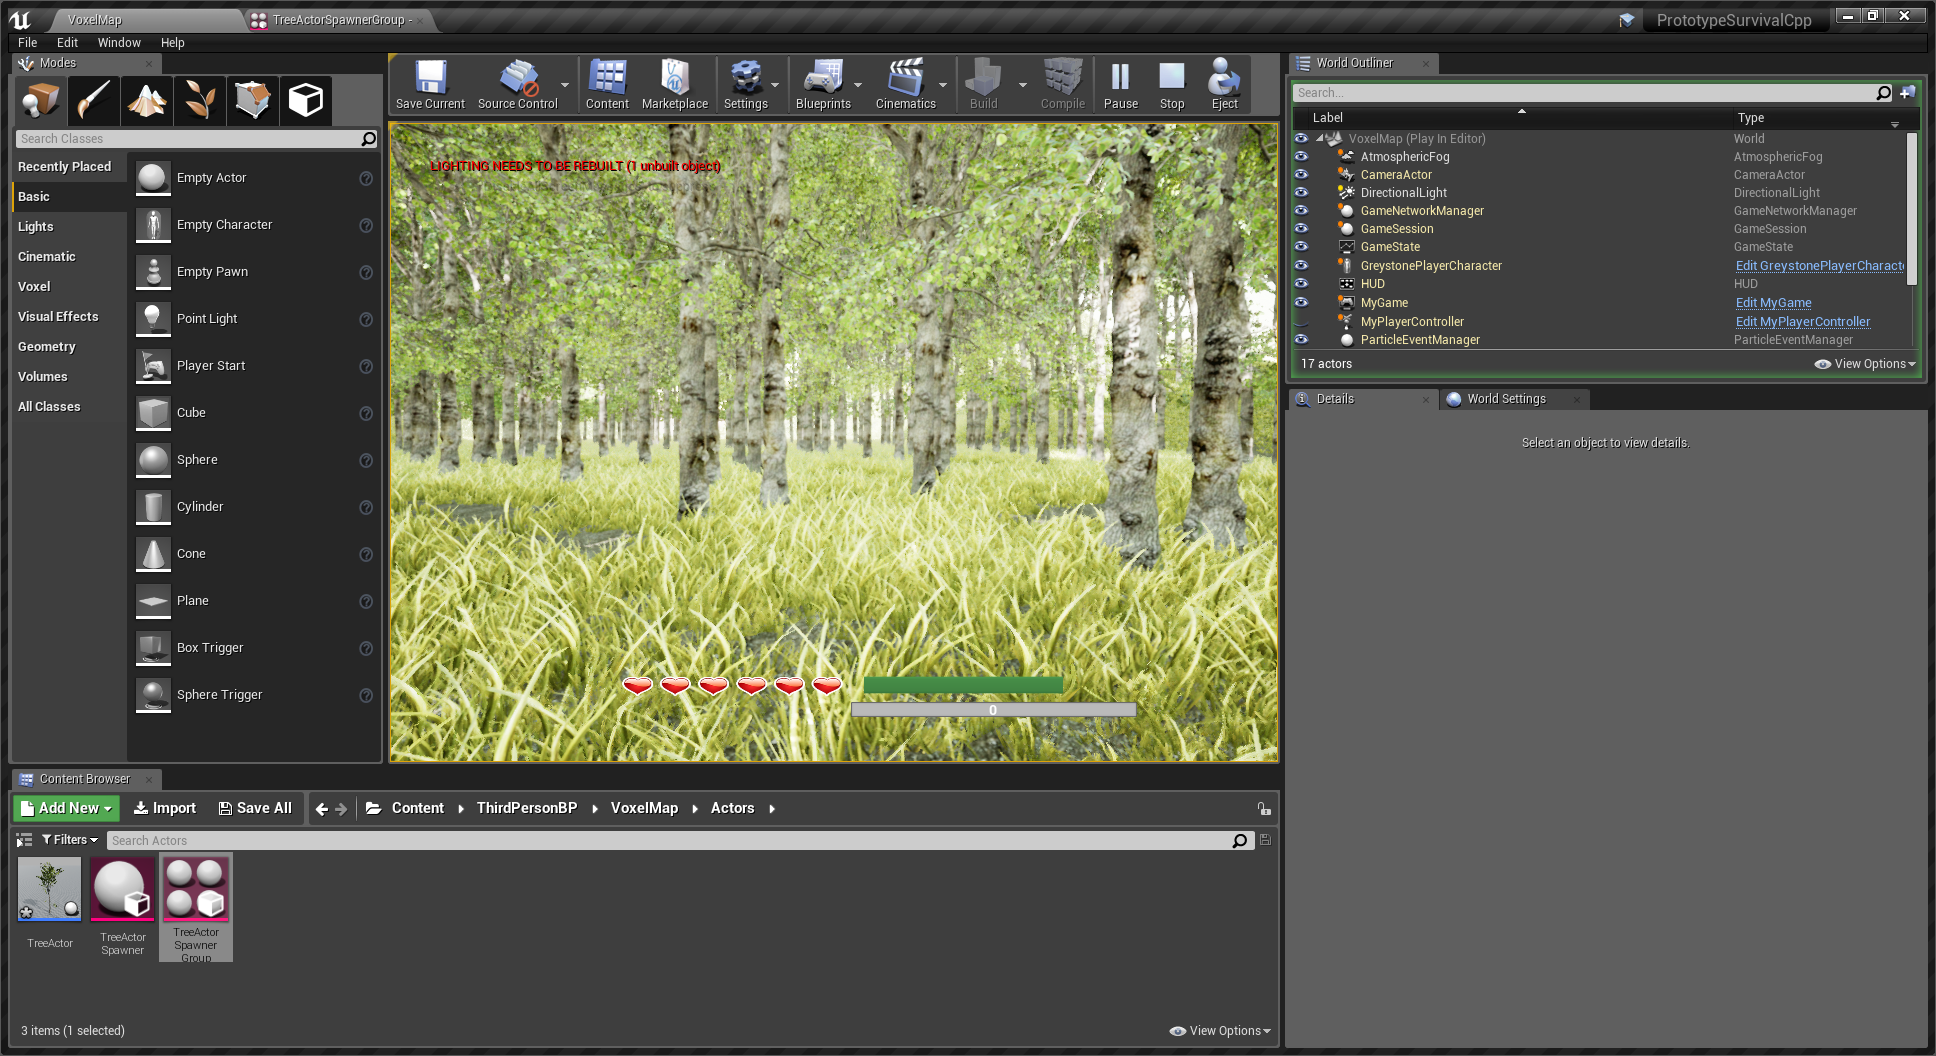 VoxelMap
TreeActorSpawnerGroup -
PrototypeSurvivalCpp
File Edit Window Help
Modes
Search Classes
Recently Placed
Basic
Lights
Cinematic
Voxel
Visual Effects
Geometry
Volumes
All Classes
Empty Actor
Empty Character
Empty Pawn
Point Light
Player Start
Cube
Sphere
Cylinder
Cone
Plane
Box Trigger
Sphere Trigger
Save Current Source Control Content Marketplace Settings Blueprints Cinematics Build Compile Pause Stop Eject
LIGHTING NEEDS TO BE REBUILT (1 unbuilt object)
0
World Outliner
Search...
Label Type
VoxelMap (Play In Editor) World
AtmosphericFog AtmosphericFog
CameraActor CameraActor
DirectionalLight DirectionalLight
GameNetworkManager GameNetworkManager
GameSession GameSession
GameState GameState
GreystonePlayerCharacter Edit GreystonePlayerCharacte
HUD HUD
MyGame Edit MyGame
MyPlayerController Edit MyPlayerController
ParticleEventManager ParticleEventManager
17 actors View Options
Details World Settings
Select an object to view details.
Content Browser
Add New Import Save All Content ThirdPersonBP VoxelMap Actors
Filters Search Actors
TreeActor
TreeActor
Spawner
TreeActor
Spawner
Group
3 items (1 selected) View Options